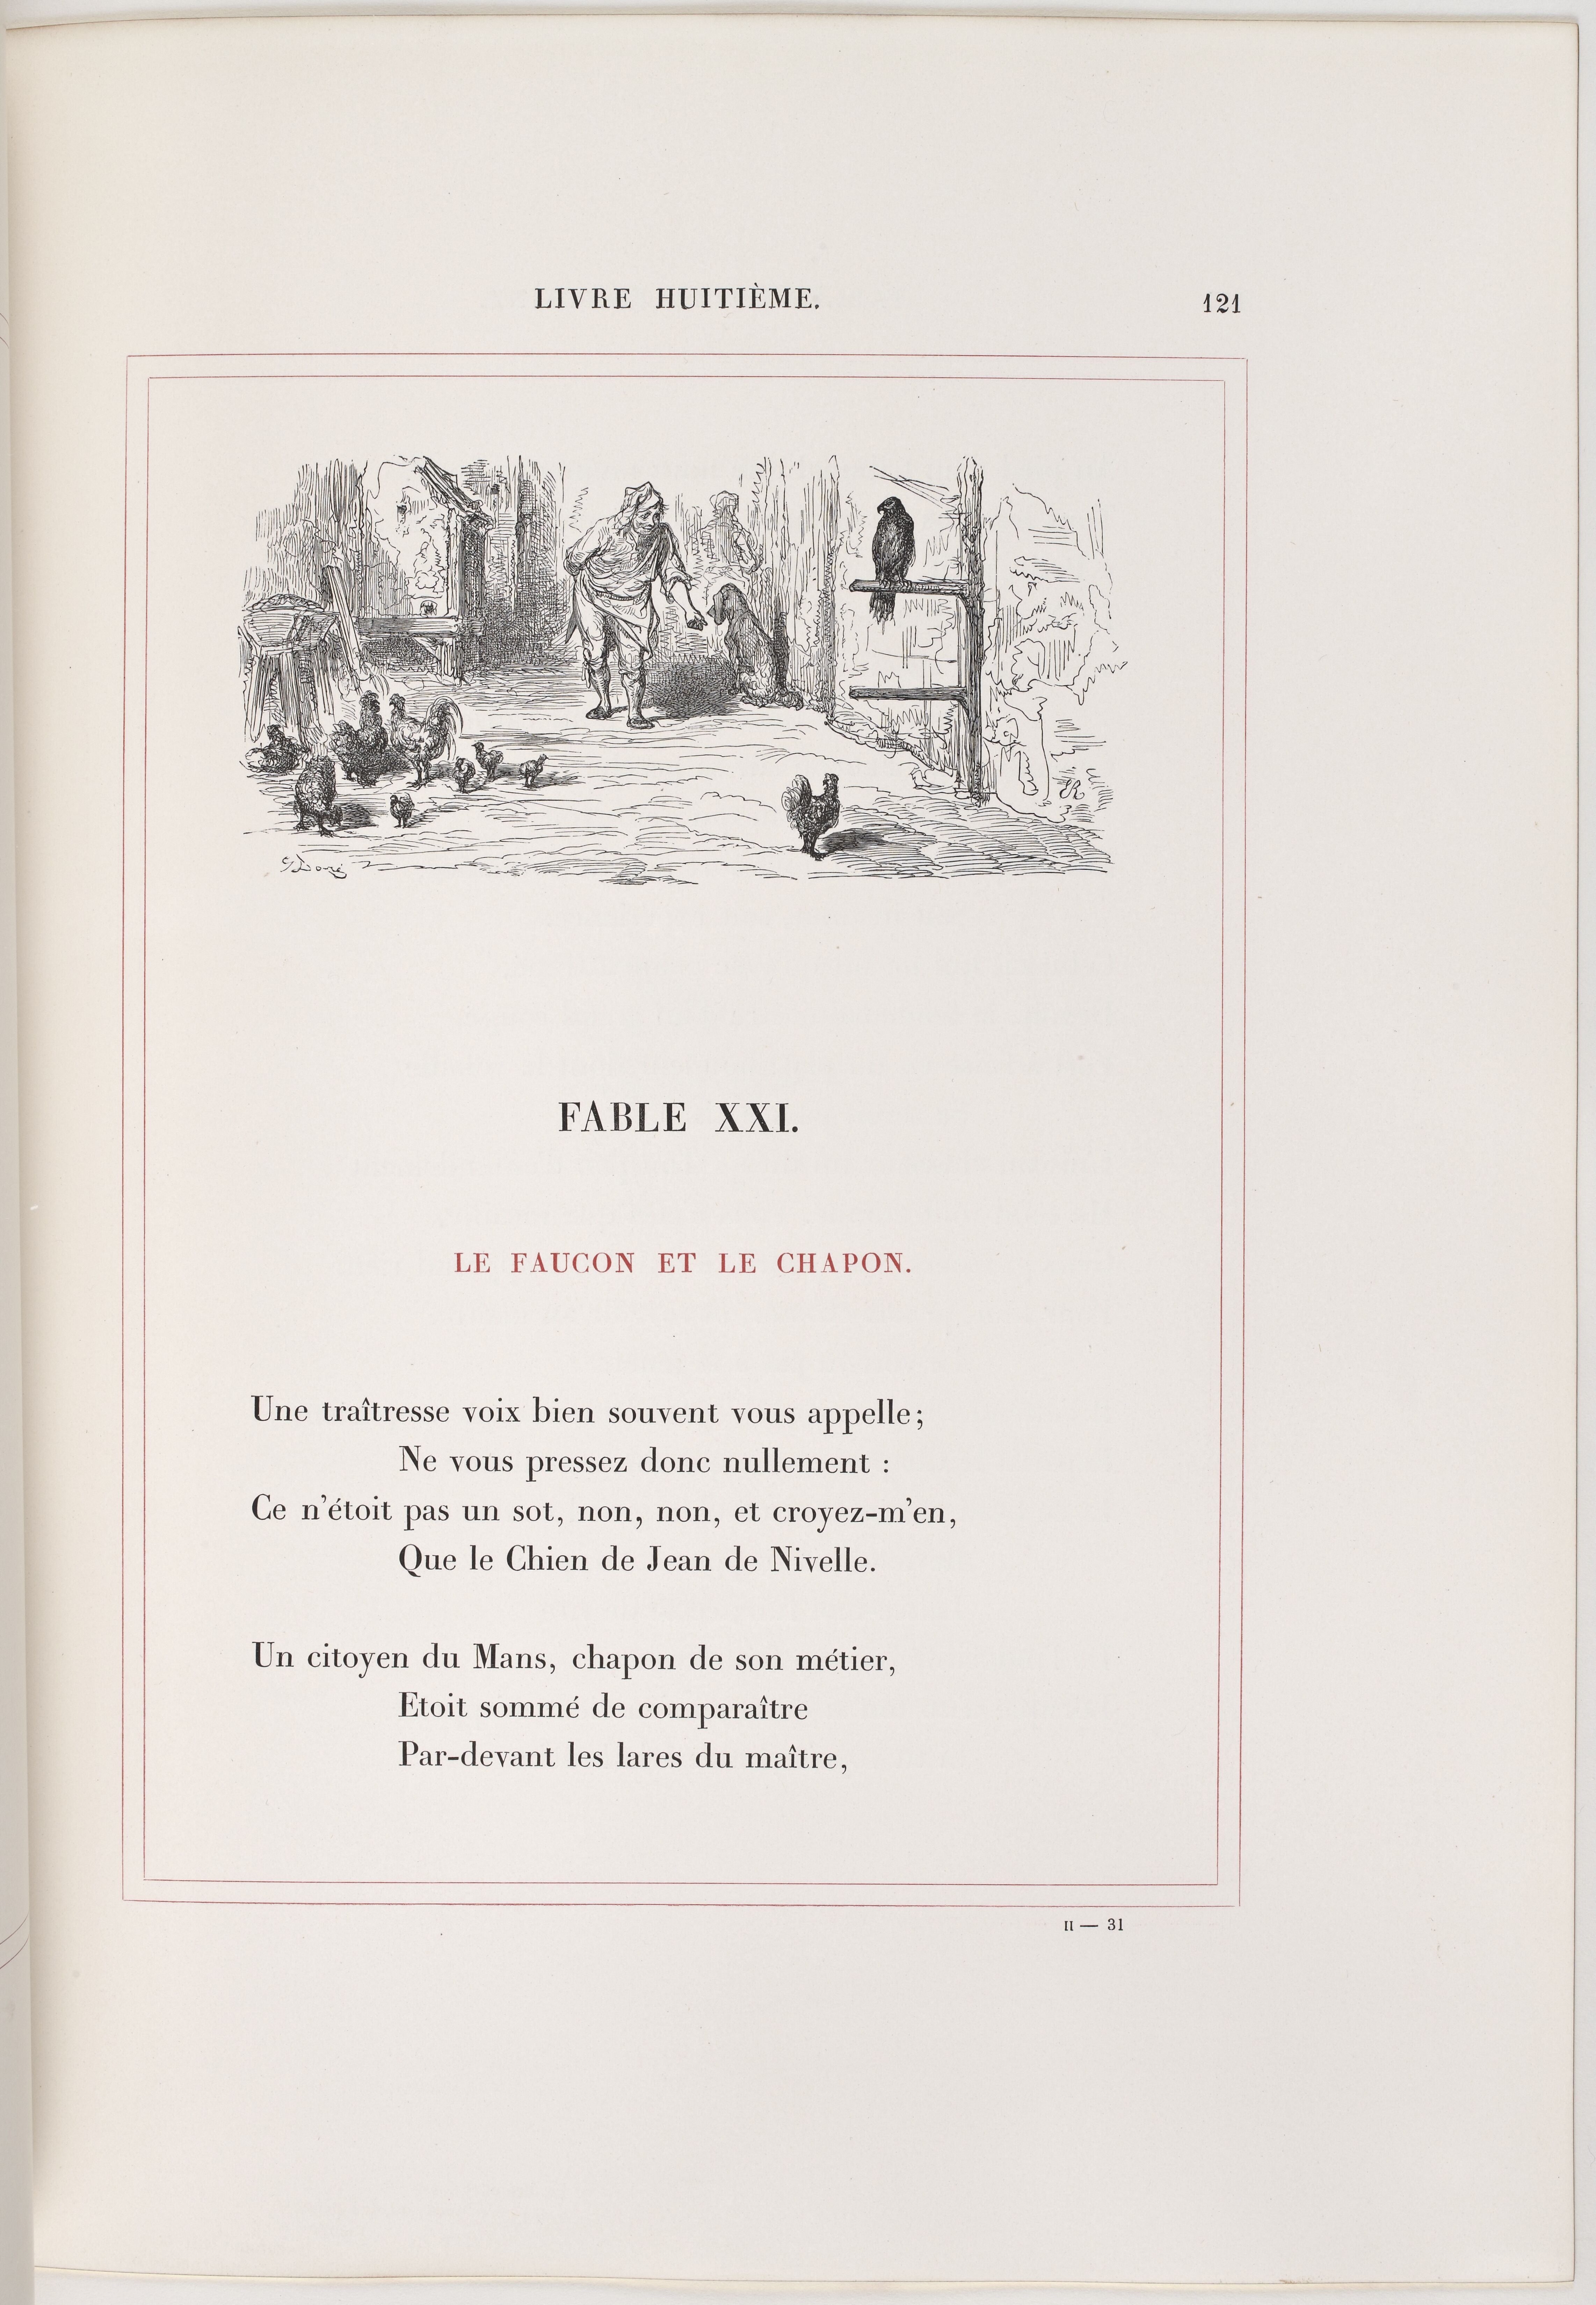 LIVRE HUITIÈME.
121
G Doré
FABLE XXI.
LE FAUCON ET LE CHAPON.
Une traîtresse voix bien souvent vous appelle;
Ne vous pressez donc nullement :
Ce n'étoit pas un sot, non, non, et croyez-m'en,
Que le Chien de Jean de Nivelle.
Un citoyen du Mans, chapon de son métier,
Etoit sommé de comparaître
Par-devant les lares du maître,
II — 31